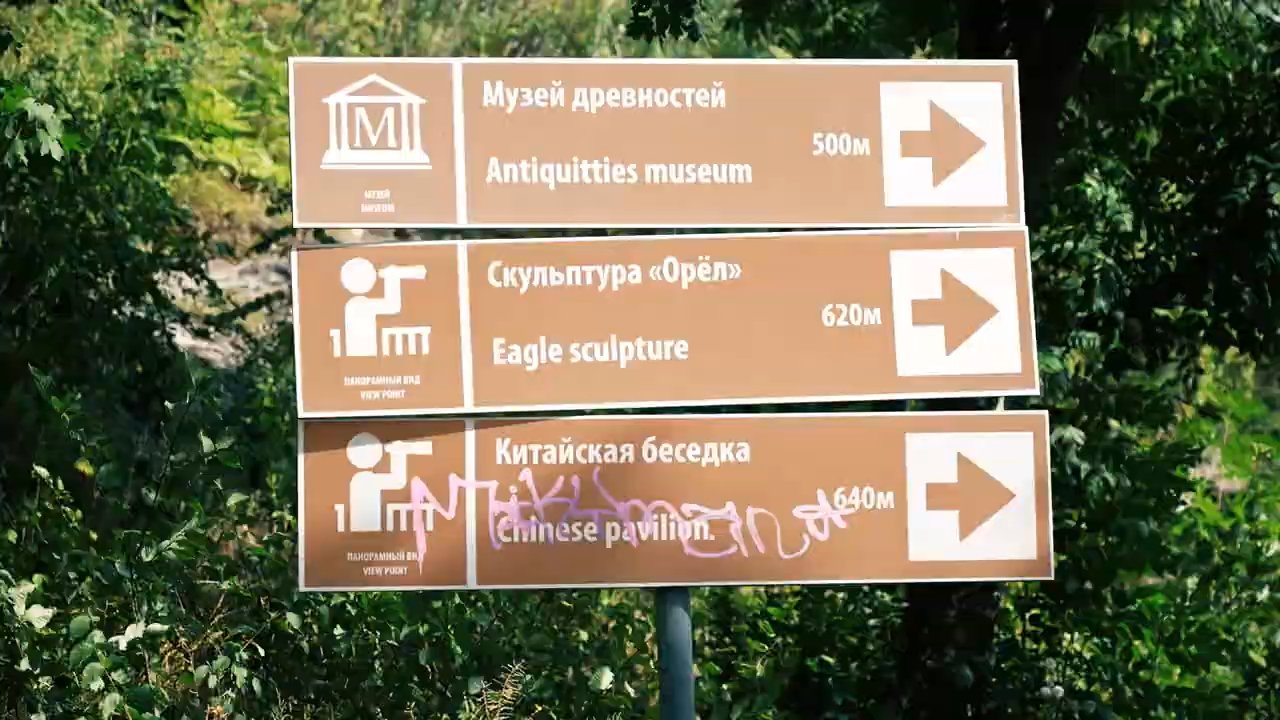 M
МУЗЕЙ
MUSEUM
Музей древностей
Antiquitties museum
500м
ПАНОРАМНЫЙ ВИД
VIEW POINT
Скульптура «Орёл»
Eagle sculpture
620м
ПАНОРАМНЫЙ ВИД
VIEW POINT
Китайская беседка
Chinese pavilion.
640м